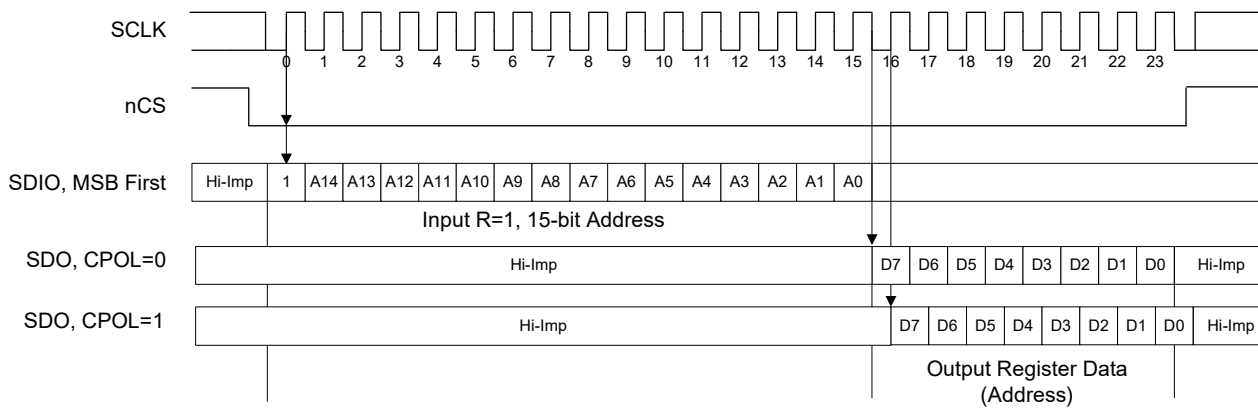 SCLK
0 1 2 3 4 5 6 7 8 9 10 11 12 13 14 15 16 17 18 19 20 21 22 23
nCS
SDIO, MSB First Hi-Imp 1 A14 A13 A12 A11 A10 A9 A8 A7 A6 A5 A4 A3 A2 A1 A0
Input R=1, 15-bit Address
SDO, CPOL=0 Hi-Imp D7 D6 D5 D4 D3 D2 D1 D0 Hi-Imp
SDO, CPOL=1 Hi-Imp D7 D6 D5 D4 D3 D2 D1 D0 Hi-Imp
Output Register Data
(Address)